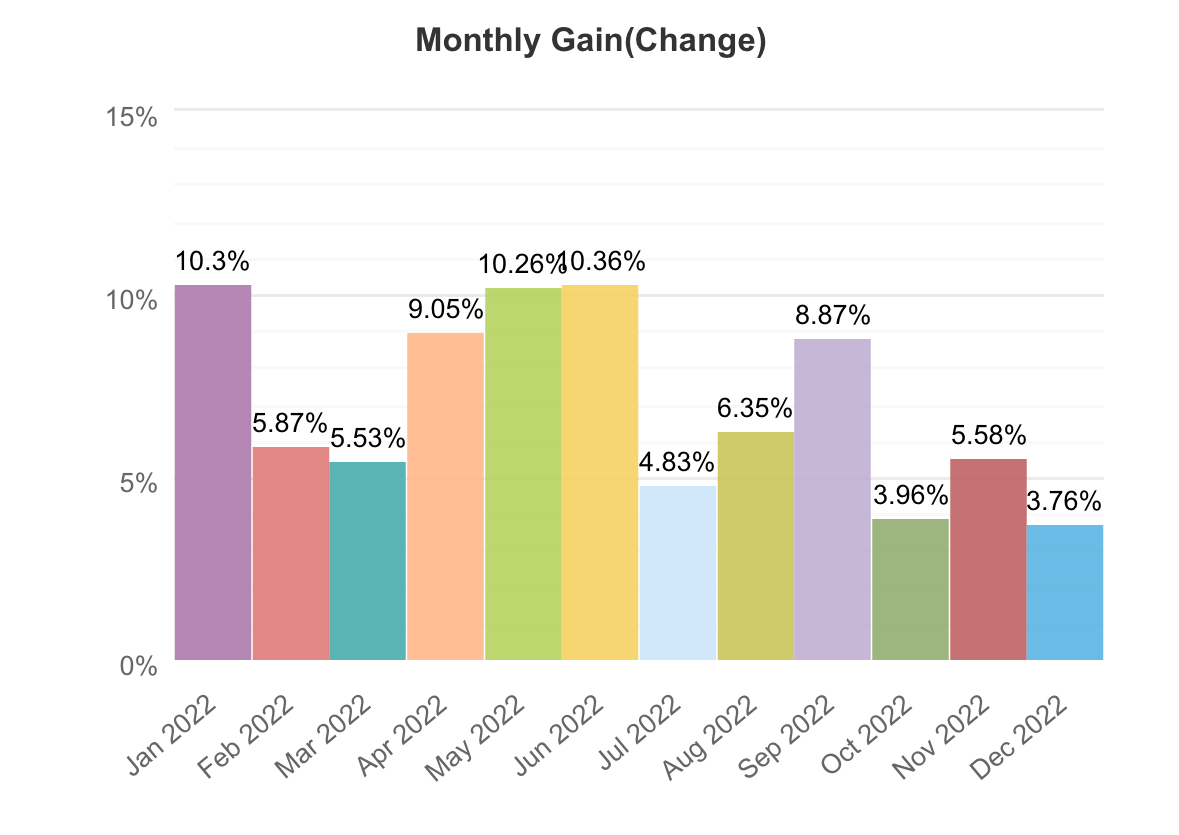 Monthly Gain(Change)
15%
10%
5%
0%
10.3%
5.87%
5.53%
9.05%
10.26%
10.36%
4.83%
6.35%
8.87%
3.96%
5.58%
3.76%
Jan 2022
Feb 2022
Mar 2022
Apr 2022
May 2022
Jun 2022
Jul 2022
Aug 2022
Sep 2022
Oct 2022
Nov 2022
Dec 2022